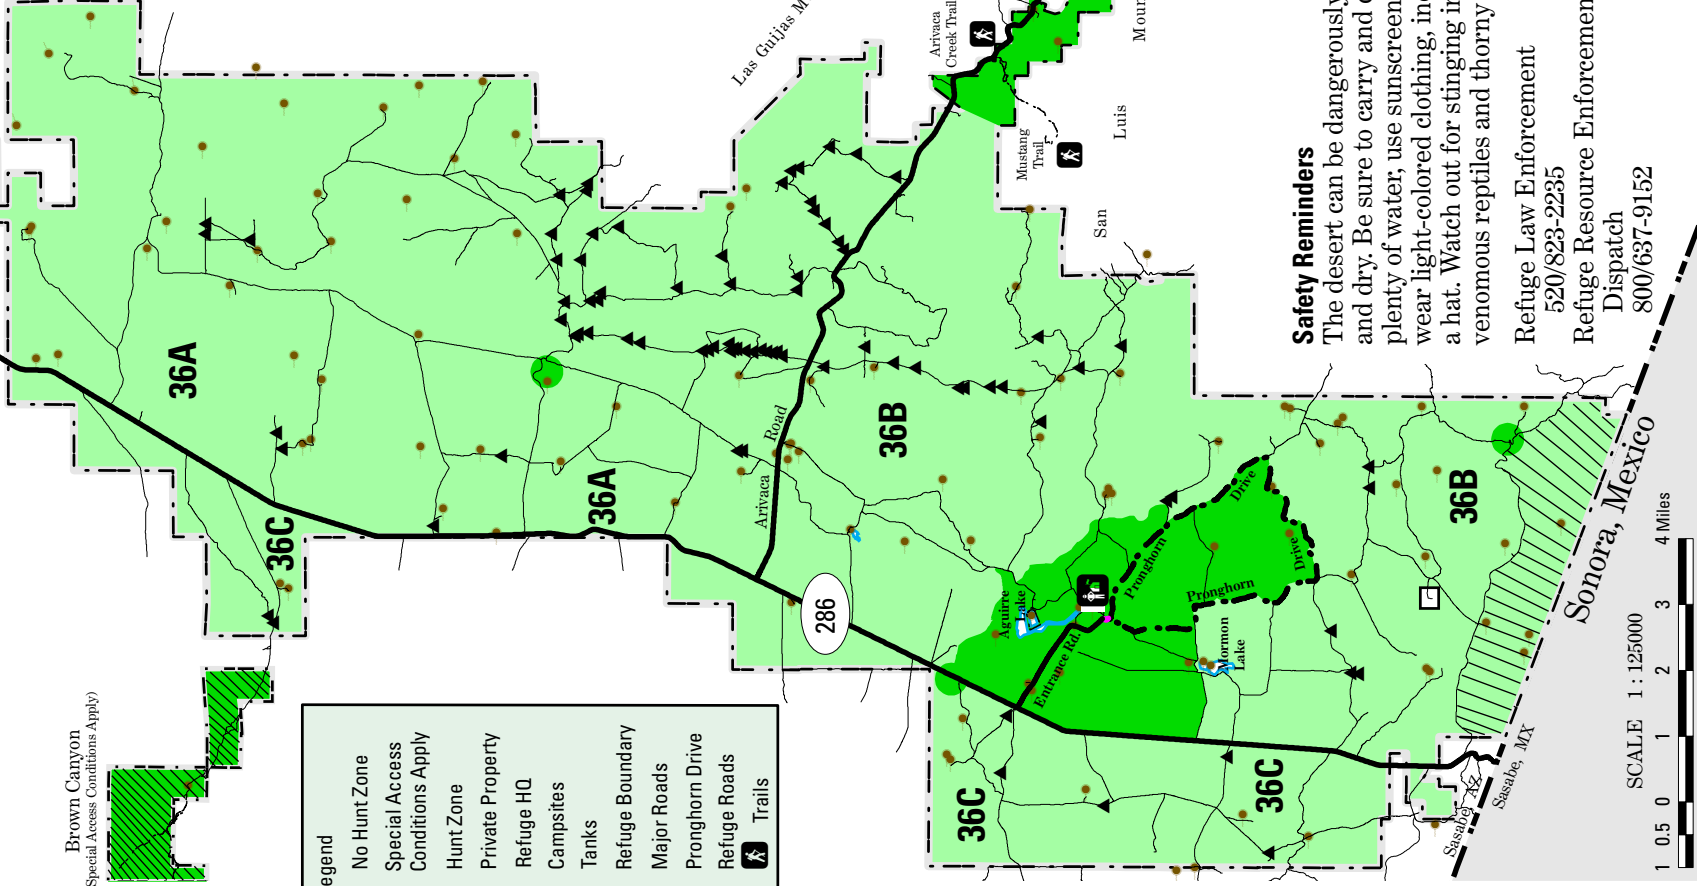 Brown Canyon
Special Access Conditions Apply)
egend
No Hunt Zone
Special Access
Conditions Apply
Hunt Zone
Private Property
Refuge HQ
Campsites
Tanks
Refuge Boundary
Major Roads
Pronghorn Drive
Refuge Roads
Trails
36A
36A
36C
36B
36B
36C
36C
286
Arivaca Road
Las Guijas M
Arivaca
Creek Trail
Mustang
Trail
Moun
Luis
San
Aguirre
Lake
Entrance Rd.
Pronghorn Drive
Pronghorn Drive
Mormon
Lake
Safety Reminders
The desert can be dangerously
and dry. Be sure to carry and
plenty of water, use sunscreen
wear light-colored clothing,
a hat. Watch out for stinging
venomous reptiles and thorny
Refuge Law Enforcement
520/823-2235
Refuge Resource Enforcemen
Dispatch
800/637-9152
Sonora, Mexico
Sasabe, AZ
Sasabe, MX
SCALE 1 : 125000
1 0.5 0 1 2 3 4 Miles